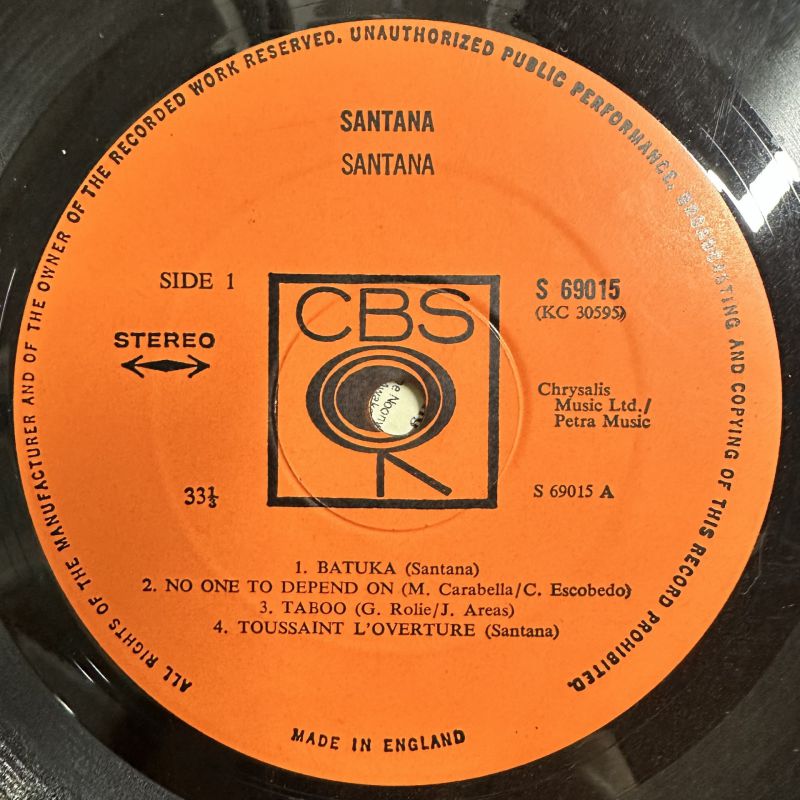 ALL RIGHTS OF THE MANUFACTURER AND OF THE OWNER OF THE RECORDED WORK RESERVED. UNAUTHORIZED PUBLIC PERFORMANCE, BROADCASTING AND COPYING OF THIS RECORD PROHIBITED.
SANTANA
SANTANA
SIDE 1
STEREO
33⅓
CBS
S 69015
(KC 30595)
Chrysalis
Music Ltd./
Petra Music
S 69015 A
1. BATUKA (Santana)
2. NO ONE TO DEPEND ON (M. Carabella/C. Escobedo)
3. TABOO (G. Rolie/J. Areas)
4. TOUSSAINT L'OVERTURE (Santana)
MADE IN ENGLAND